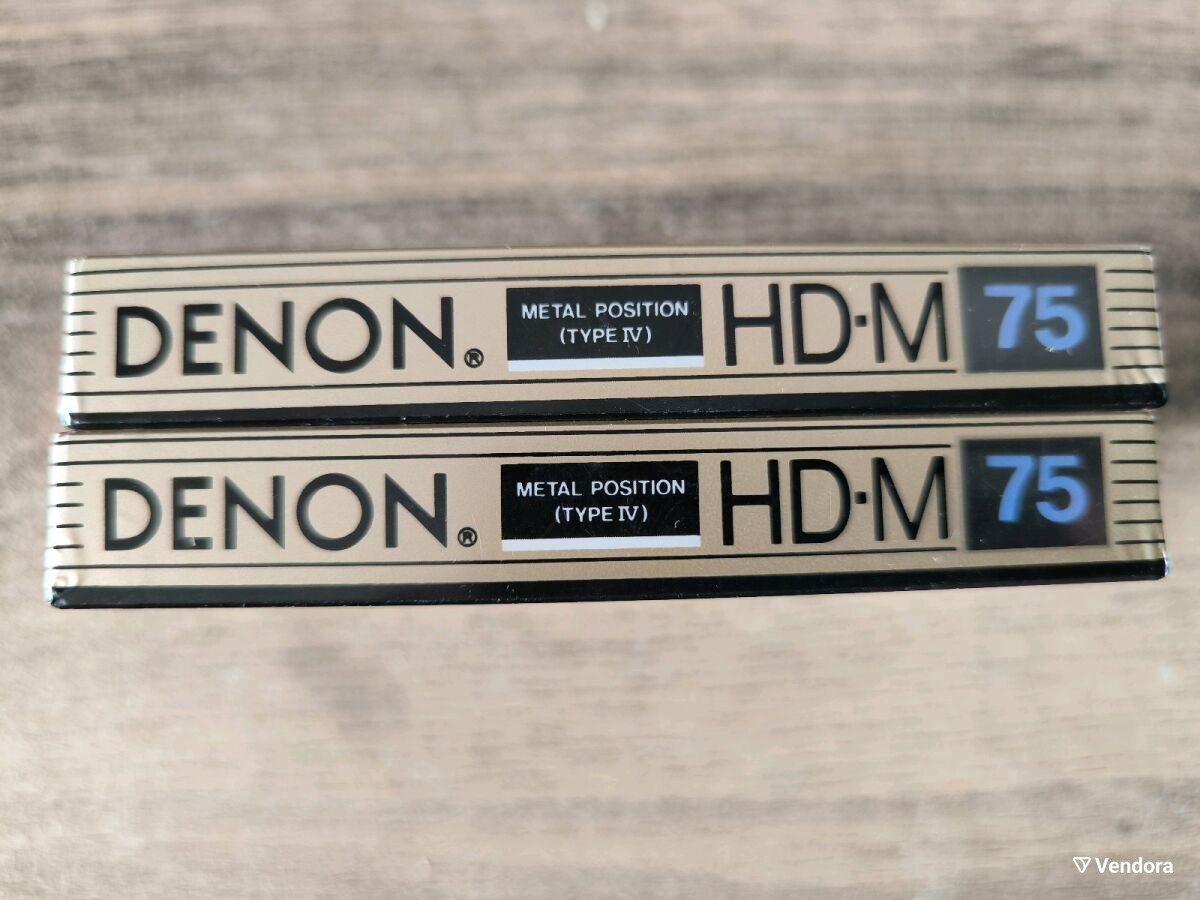 DENON® METAL POSITION (TYPE IV) HD·M 75
DENON® METAL POSITION (TYPE IV) HD·M 75
Vendora